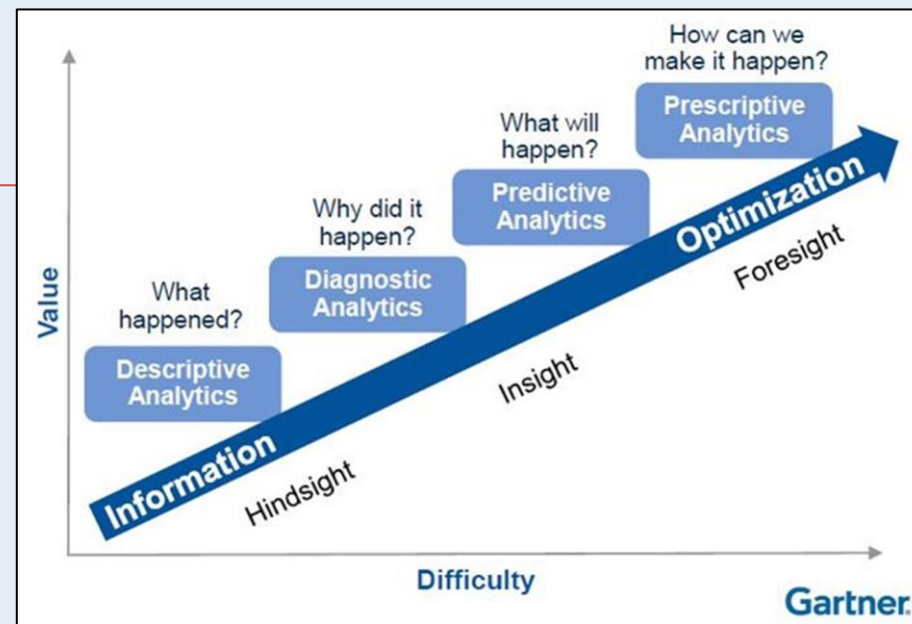 How can we
make it happen?
Prescriptive
Analytics
What will
happen?
Predictive
Analytics
Why did it
happen?
Diagnostic
Analytics
What
happened?
Descriptive
Analytics
Value
Information
Optimization
Hindsight
Insight
Foresight
Difficulty
Gartner.